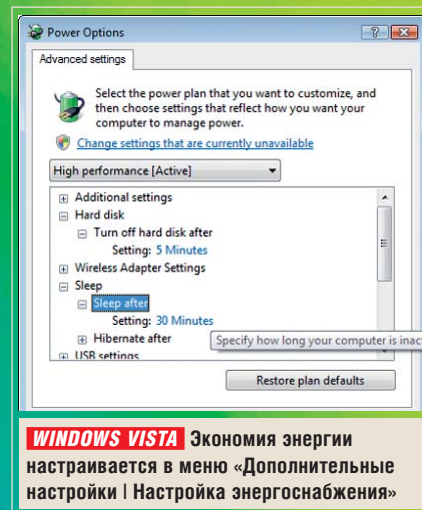 Power Options
Advanced settings
Select the power plan that you want to customize, and
then choose settings that reflect how you want your
computer to manage power.
Change settings that are currently unavailable
High performance [Active]
Additional settings
Hard disk
Turn off hard disk after
Setting: 5 Minutes
Wireless Adapter Settings
Sleep
Sleep after
Setting: 30 Minutes
Hibernate after
Specify how long your computer is inac
USB settings
Restore plan defaults
WINDOWS VISTA Экономия энергии
настраивается в меню «Дополнительные
настройки | Настройка энергоснабжения»